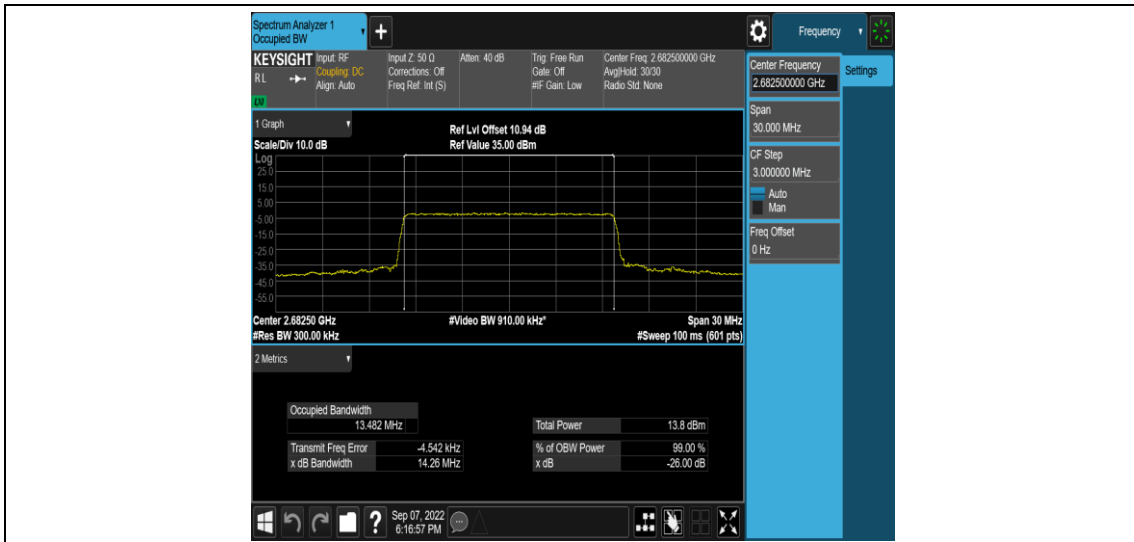 Spectrum Analyzer 1
Occupied BW
+
Frequency
KEYSIGHT
RL
LM
Input: RF
Coupling: DC
Align: Auto
Input Z: 50 Ω
Corrections: Off
Freq Ref: Int (S)
Atten: 40 dB
Trig: Free Run
Gate: Off
#IF Gain: Low
Center Freq: 2.682500000 GHz
Avg|Hold: 30/30
Radio Std: None
Center Frequency
2.682500000 GHz
Settings
Span
30.000 MHz
CF Step
3.000000 MHz
Auto
Man
Freq Offset
0 Hz
1 Graph
Scale/Div 10.0 dB
Ref Lvl Offset 10.94 dB
Ref Value 35.00 dBm
Log
25.0
15.0
5.00
-5.00
-15.0
-25.0
-35.0
-45.0
-55.0
Center 2.68250 GHz
#Video BW 910.00 kHz*
Span 30 MHz
#Res BW 300.00 kHz
#Sweep 100 ms (601 pts)
2 Metrics
Occupied Bandwidth
13.482 MHz
Total Power 13.8 dBm
Transmit Freq Error -4.542 kHz
% of OBW Power 99.00 %
x dB Bandwidth 14.26 MHz
x dB -26.00 dB
?
Sep 07, 2022
6:16:57 PM